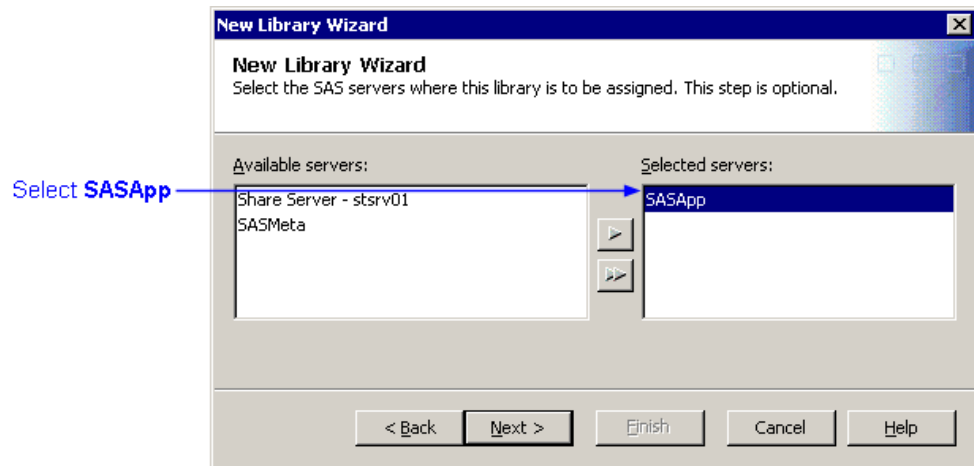 New Library Wizard
New Library Wizard
Select the SAS servers where this library is to be assigned. This step is optional.
Available servers:
Selected servers:
Select SASApp
Share Server - stsrv01
SASMeta
SASApp
< Back
Next >
Finish
Cancel
Help